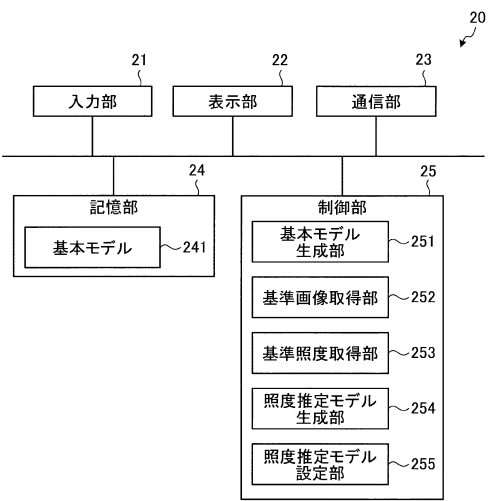 20
21
22
23
入力部
表示部
通信部
24
25
記憶部
制御部
基本モデル
241
基本モデル
生成部
251
基準画像取得部
252
基準照度取得部
253
照度推定モデル
生成部
254
照度推定モデル
設定部
255